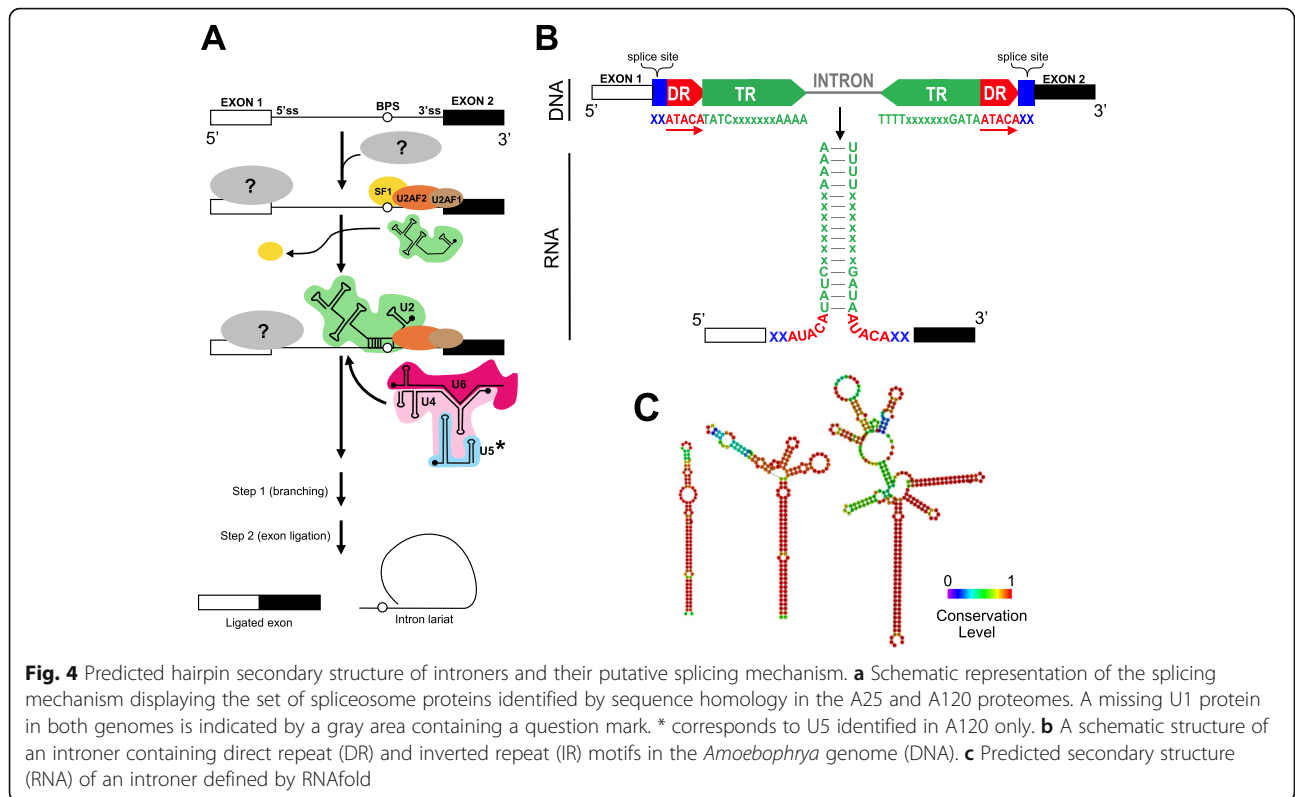 A
EXON 1
5'ss
BPS
3'ss
EXON 2
5'
3'
?
?
SF1
U2AF2
U2AF1
?
U2
U6
U4
U5*
Step 1 (branching)
Step 2 (exon ligation)
Ligated exon
Intron lariat
B
DNA
splice site
splice site
EXON 1
DR
TR
INTRON
TR
DR
EXON 2
5'
3'
XXATACATATCxxxxxxxAAAA
TTTTxxxxxxxGATAATACAXX
RNA
A — U
A — U
A — U
A — U
x — x
x — x
x — x
x — x
x — x
x — x
x — x
C — G
U — A
A — U
U — A
5'
3'
XXAUACA
AUACAXX
C
0
1
Conservation
Level
Fig. 4 Predicted hairpin secondary structure of introners and their putative splicing mechanism. a Schematic representation of the splicing
mechanism displaying the set of spliceosome proteins identified by sequence homology in the A25 and A120 proteomes. A missing U1 protein
in both genomes is indicated by a gray area containing a question mark. * corresponds to U5 identified in A120 only. b A schematic structure of
an introner containing direct repeat (DR) and inverted repeat (IR) motifs in the Amoebophrya genome (DNA). c Predicted secondary structure
(RNA) of an introner defined by RNAfold